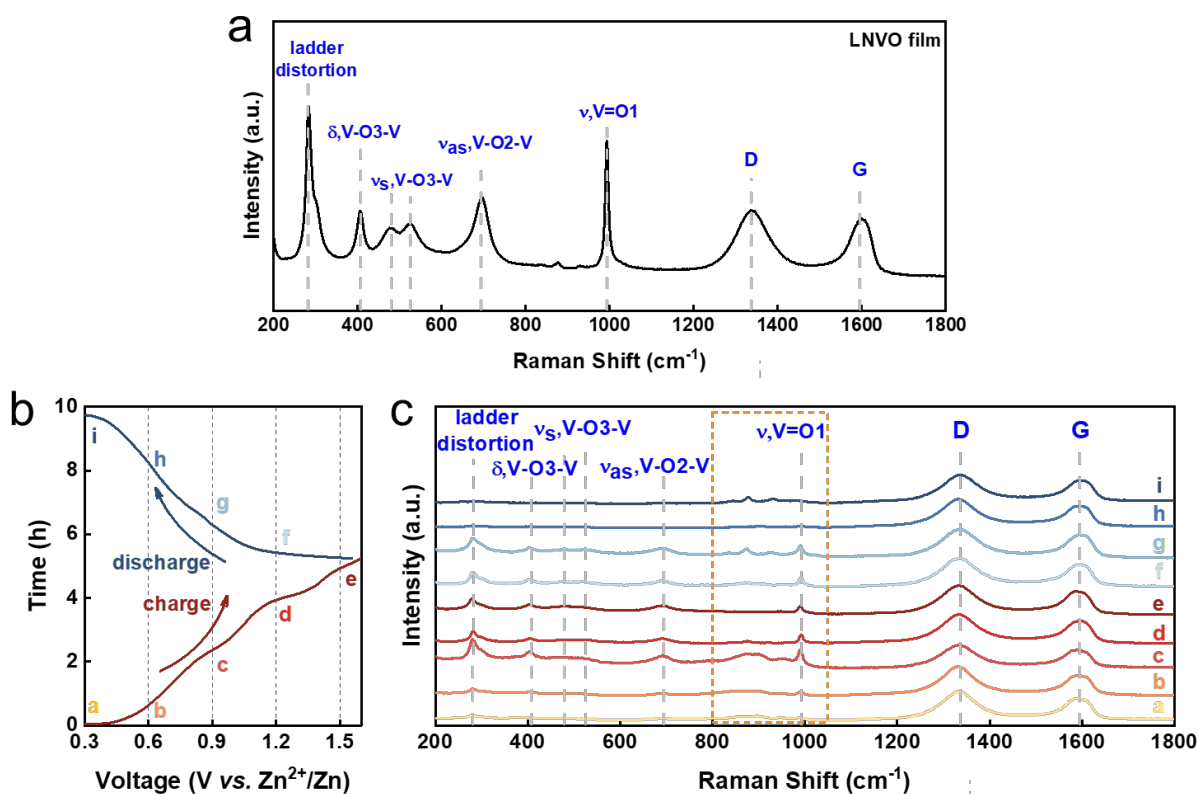 a
LNVO film
ladder
distortion
δ,V-O3-V
νs,V-O3-V
νas,V-O2-V
ν,V=O1
D
G
Intensity (a.u.)
200 400 600 800 1000 1200 1400 1600 1800
Raman Shift (cm-1)
b
10
8
6
4
2
0
Time (h)
i
h
g
f
discharge
e
charge
d
c
a
b
0.3 0.6 0.9 1.2 1.5
Voltage (V vs. Zn2+/Zn)
c
ladder
distortion
νs,V-O3-V
δ,V-O3-V
νas,V-O2-V
ν,V=O1
D
G
Intensity (a.u.)
i
h
g
f
e
d
c
b
a
200 400 600 800 1000 1200 1400 1600 1800
Raman Shift (cm-1)